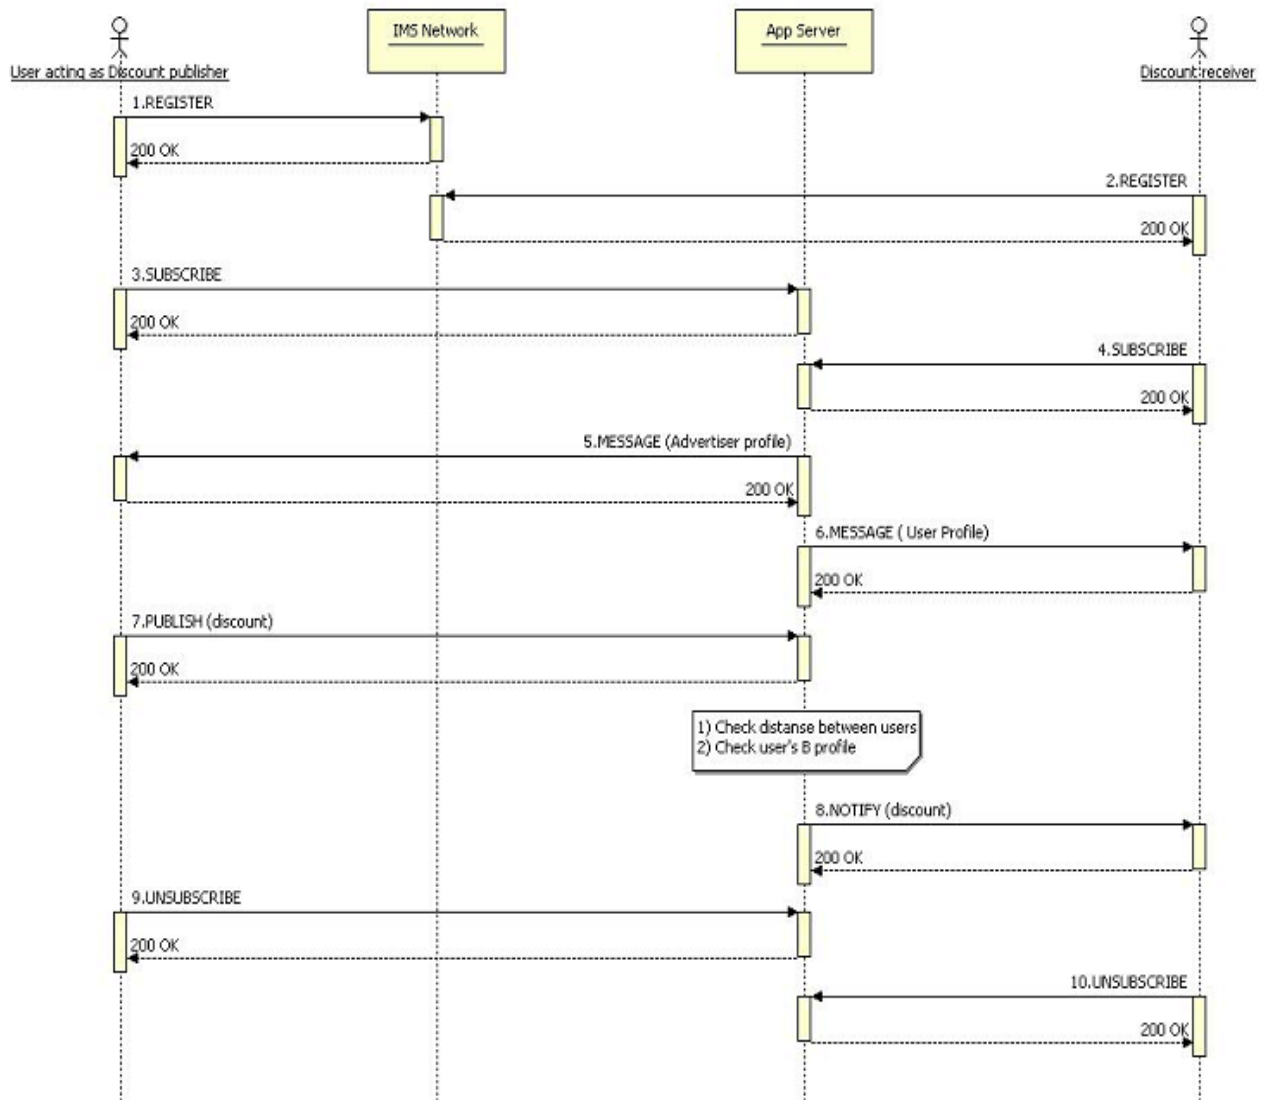 IMS Network
App Server
User acting as Discount publisher
Discount receiver
1.REGISTER
200 OK
2.REGISTER
200 OK
3.SUBSCRIBE
200 OK
4.SUBSCRIBE
200 OK
5.MESSAGE (Advertiser profile)
200 OK
6.MESSAGE ( User Profile)
200 OK
7.PUBLISH (discount)
200 OK
1) Check distanse between users
2) Check user's B profile
8.NOTIFY (discount)
200 OK
9.UNSUBSCRIBE
200 OK
10.UNSUBSCRIBE
200 OK